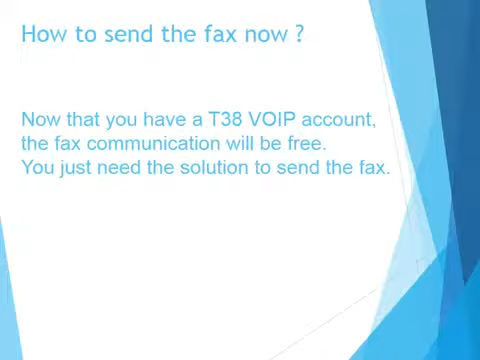 How to send the fax now ?
Now that you have a T38 VOIP account,
the fax communication will be free.
You just need the solution to send the fax.